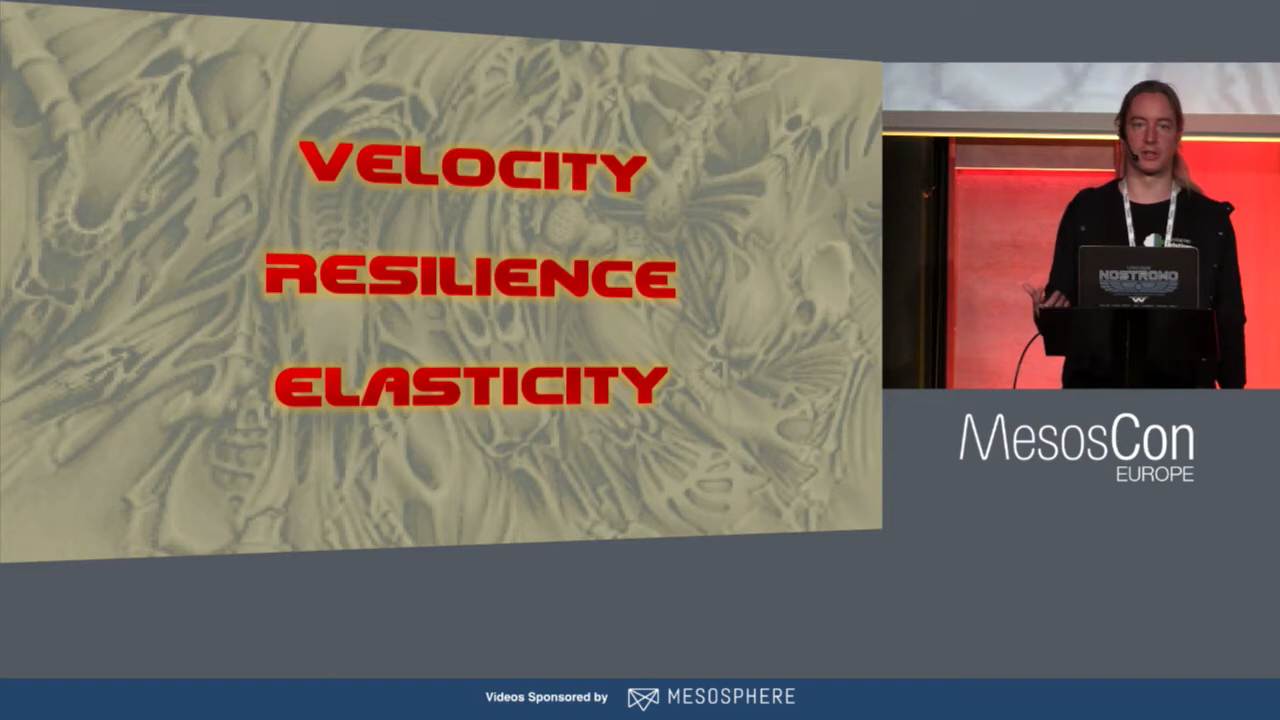 VELOCITY
RESILIENCE
ELASTICITY
NOSTROMO
MesosCon
EUROPE
Videos Sponsored by MESOSPHERE